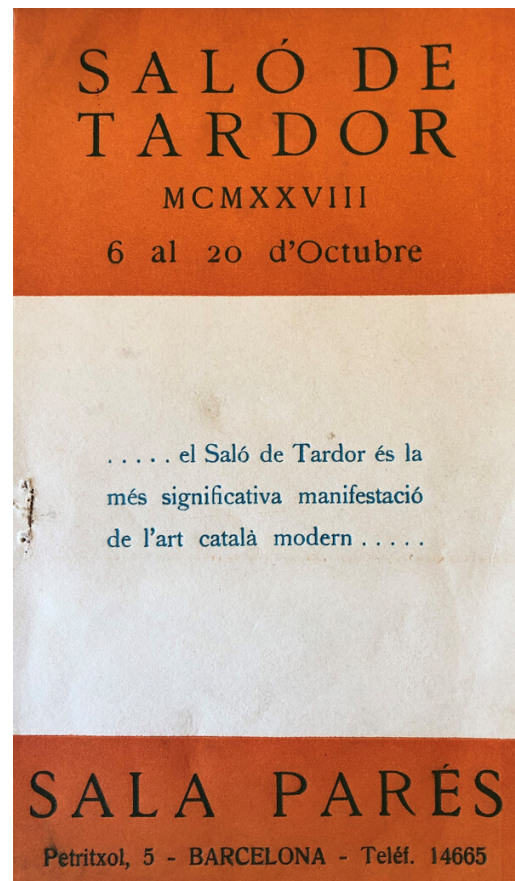 SALÓ DE
TARDOR
MCMXXVIII
6 al 20 d'Octubre
. . . . . el Saló de Tardor és la
més significativa manifestació
de l'art català modern . . . . .
SALA PARÉS
Petritxol, 5 - BARCELONA - Teléf. 14665